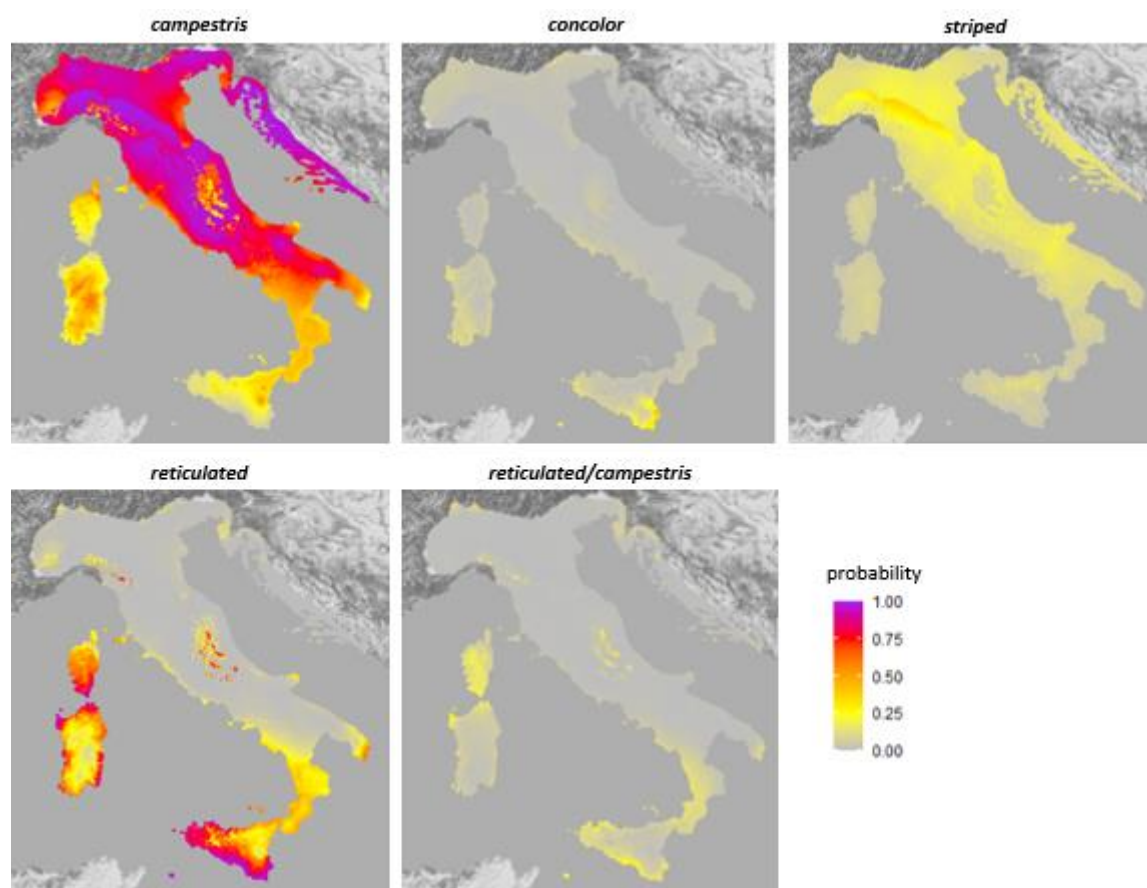 campestris
concolor
striped
reticulated
reticulated/campestris
probability
1.00
0.75
0.50
0.25
0.00